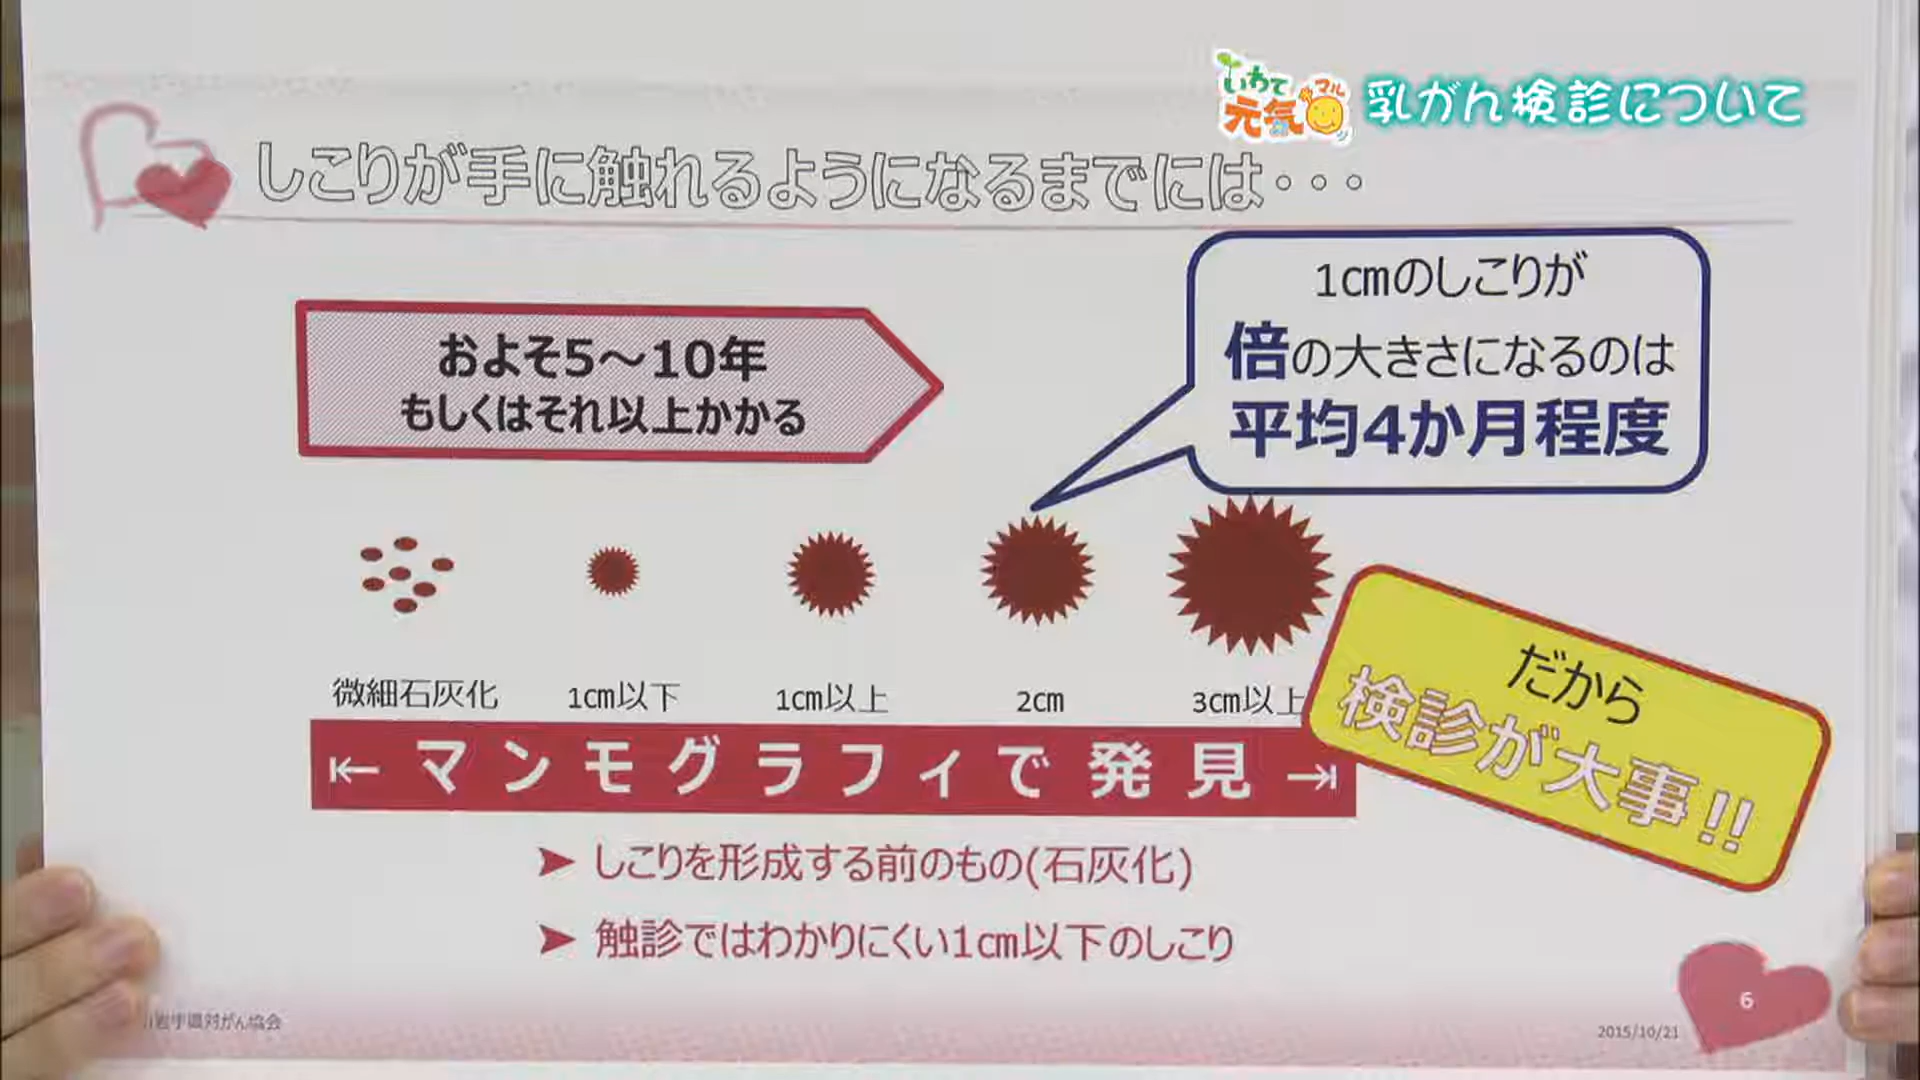 いわて
元気マル
乳がん検診について
しこりが手に触れるようになるまでには・・・
1㎝のしこりが
倍の大きさになるのは
平均4か月程度
およそ5～10年
もしくはそれ以上かかる
微細石灰化
1㎝以下
1㎝以上
2㎝
3㎝以上
だから
検診が大事!!
⇤ マンモグラフィで発見 ⇥
➤ しこりを形成する前のもの(石灰化)
➤ 触診ではわかりにくい1㎝以下のしこり
岩手県対がん協会
2015/10/21
6